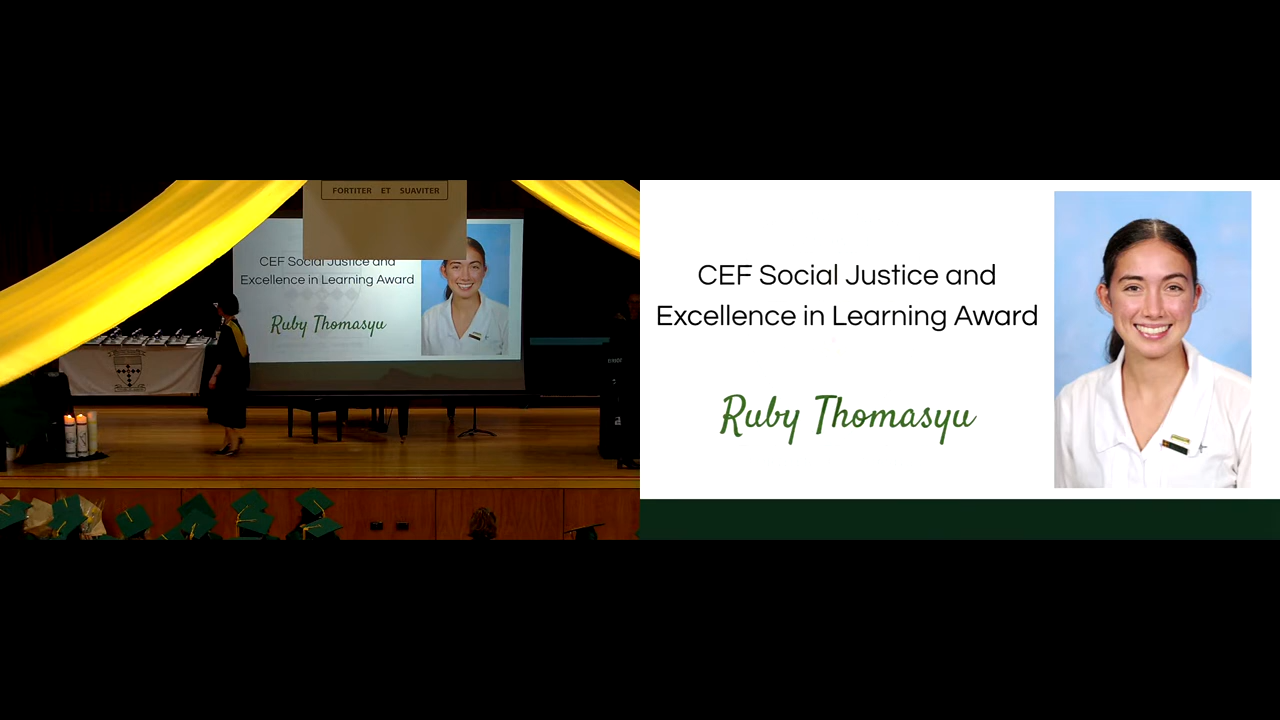 FORTITER ET SUAVITER
CEF Social Justice and
Excellence in Learning Award
Ruby Thomasyu
CEF Social Justice and
Excellence in Learning Award
Ruby Thomasyu